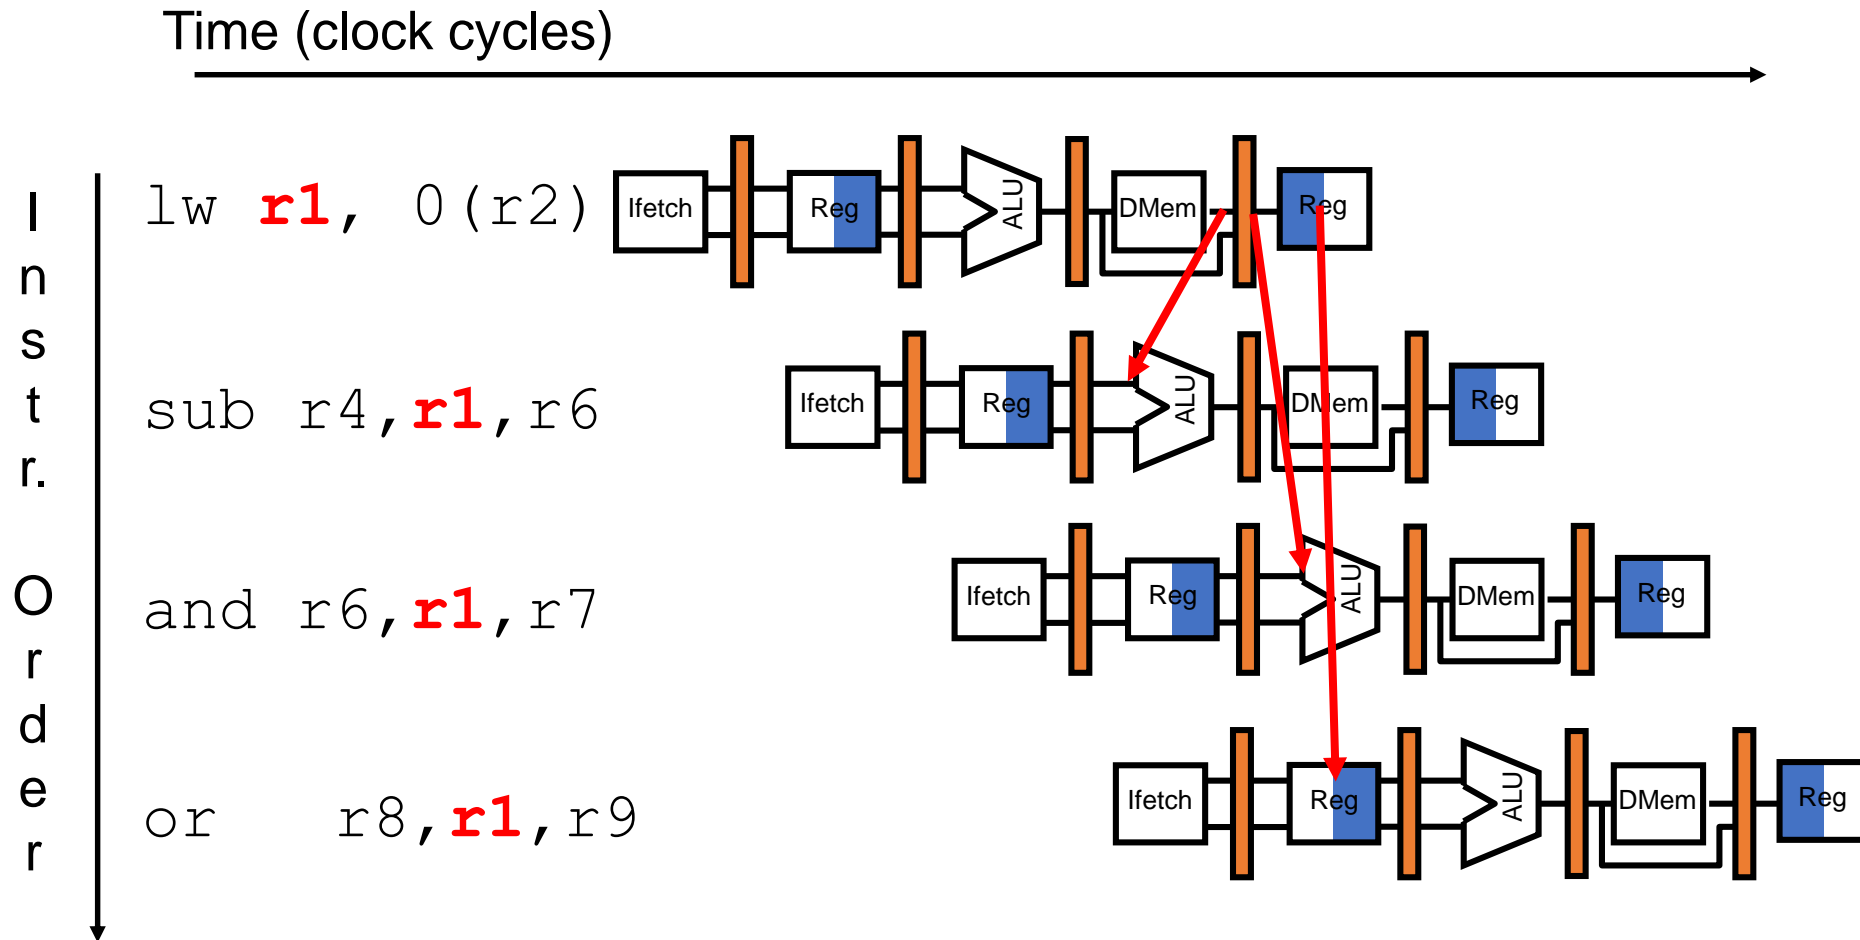 Time (clock cycles)
Instr. Order
lw r1, 0(r2)
Ifetch Reg ALU DMem Reg
sub r4,r1,r6
Ifetch Reg ALU DMem Reg
and r6,r1,r7
Ifetch Reg ALU DMem Reg
or r8,r1,r9
Ifetch Reg ALU DMem Reg